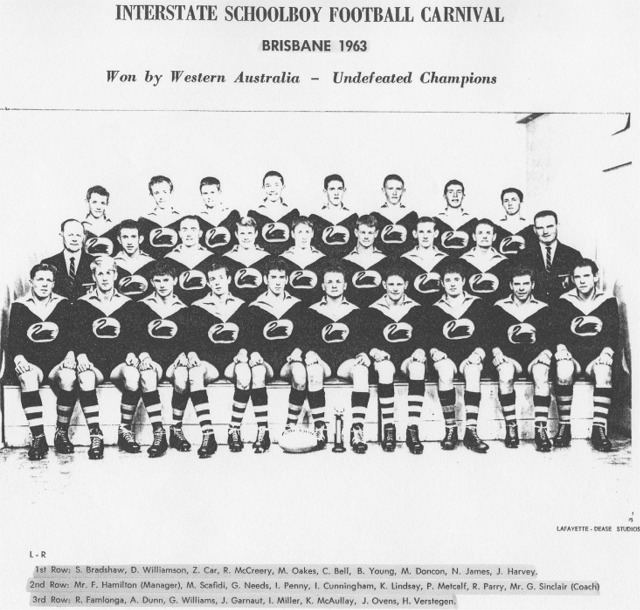 INTERSTATE SCHOOLBOY FOOTBALL CARNIVAL
BRISBANE 1963
Won by Western Australia – Undefeated Champions
LAFAYETTE - DEASE STUDIOS
L - R
1st Row: S. Bradshaw, D. Williamson, Z. Car, R. McCreery, M. Oakes, C. Bell, B. Young, M. Doncon, N. James, J. Harvey.
2nd Row: Mr. F. Hamilton (Manager), M. Scafidi, G. Needs, I. Penny, I. Cunningham, K. Lindsay, P. Metcalf, R. Parry, Mr. G. Sinclair (Coach)
3rd Row: R. Famlonga, A. Dunn, G. Williams, J. Garnaut, I. Miller, K. McAullay, J. Ovens, H. Verstegen.